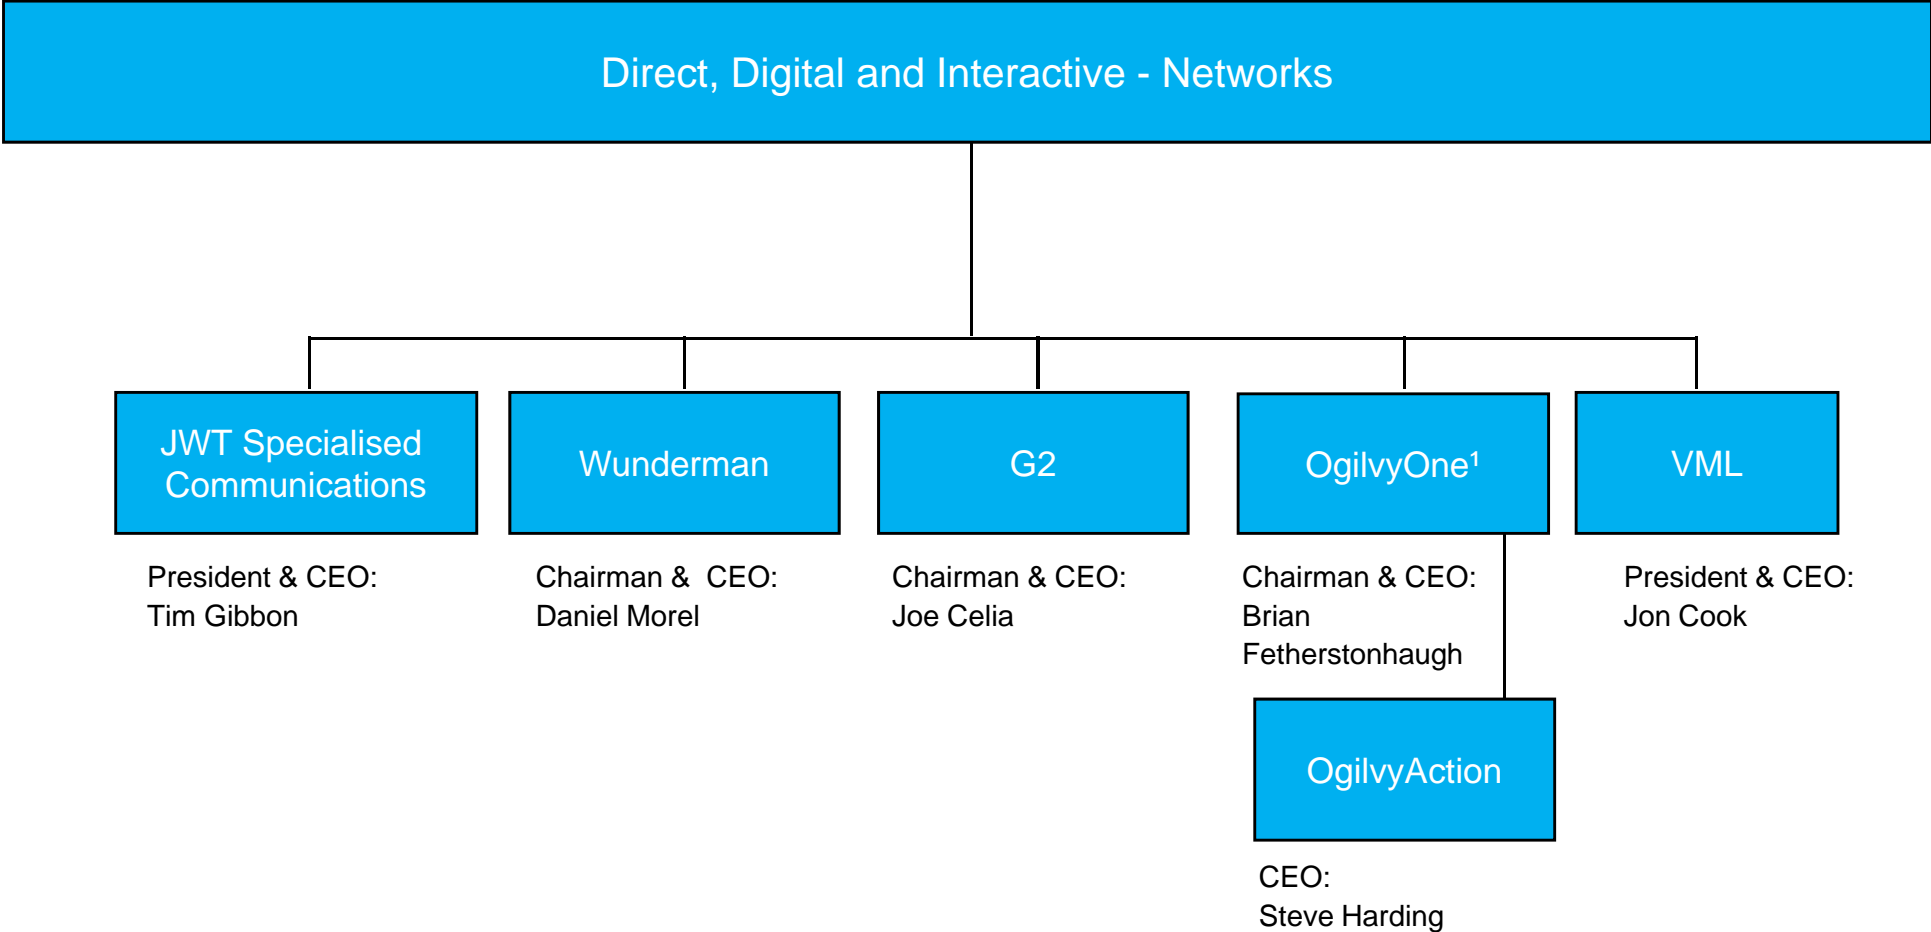 Direct, Digital and Interactive - Networks
JWT Specialised
Communications
President & CEO:
Tim Gibbon
Wunderman
Chairman &  CEO:
Daniel Morel
G2
Chairman & CEO:
Joe Celia
OgilvyOne¹
Chairman & CEO:
Brian
Fetherstonhaugh
OgilvyAction
CEO:
Steve Harding
VML
President & CEO:
Jon Cook